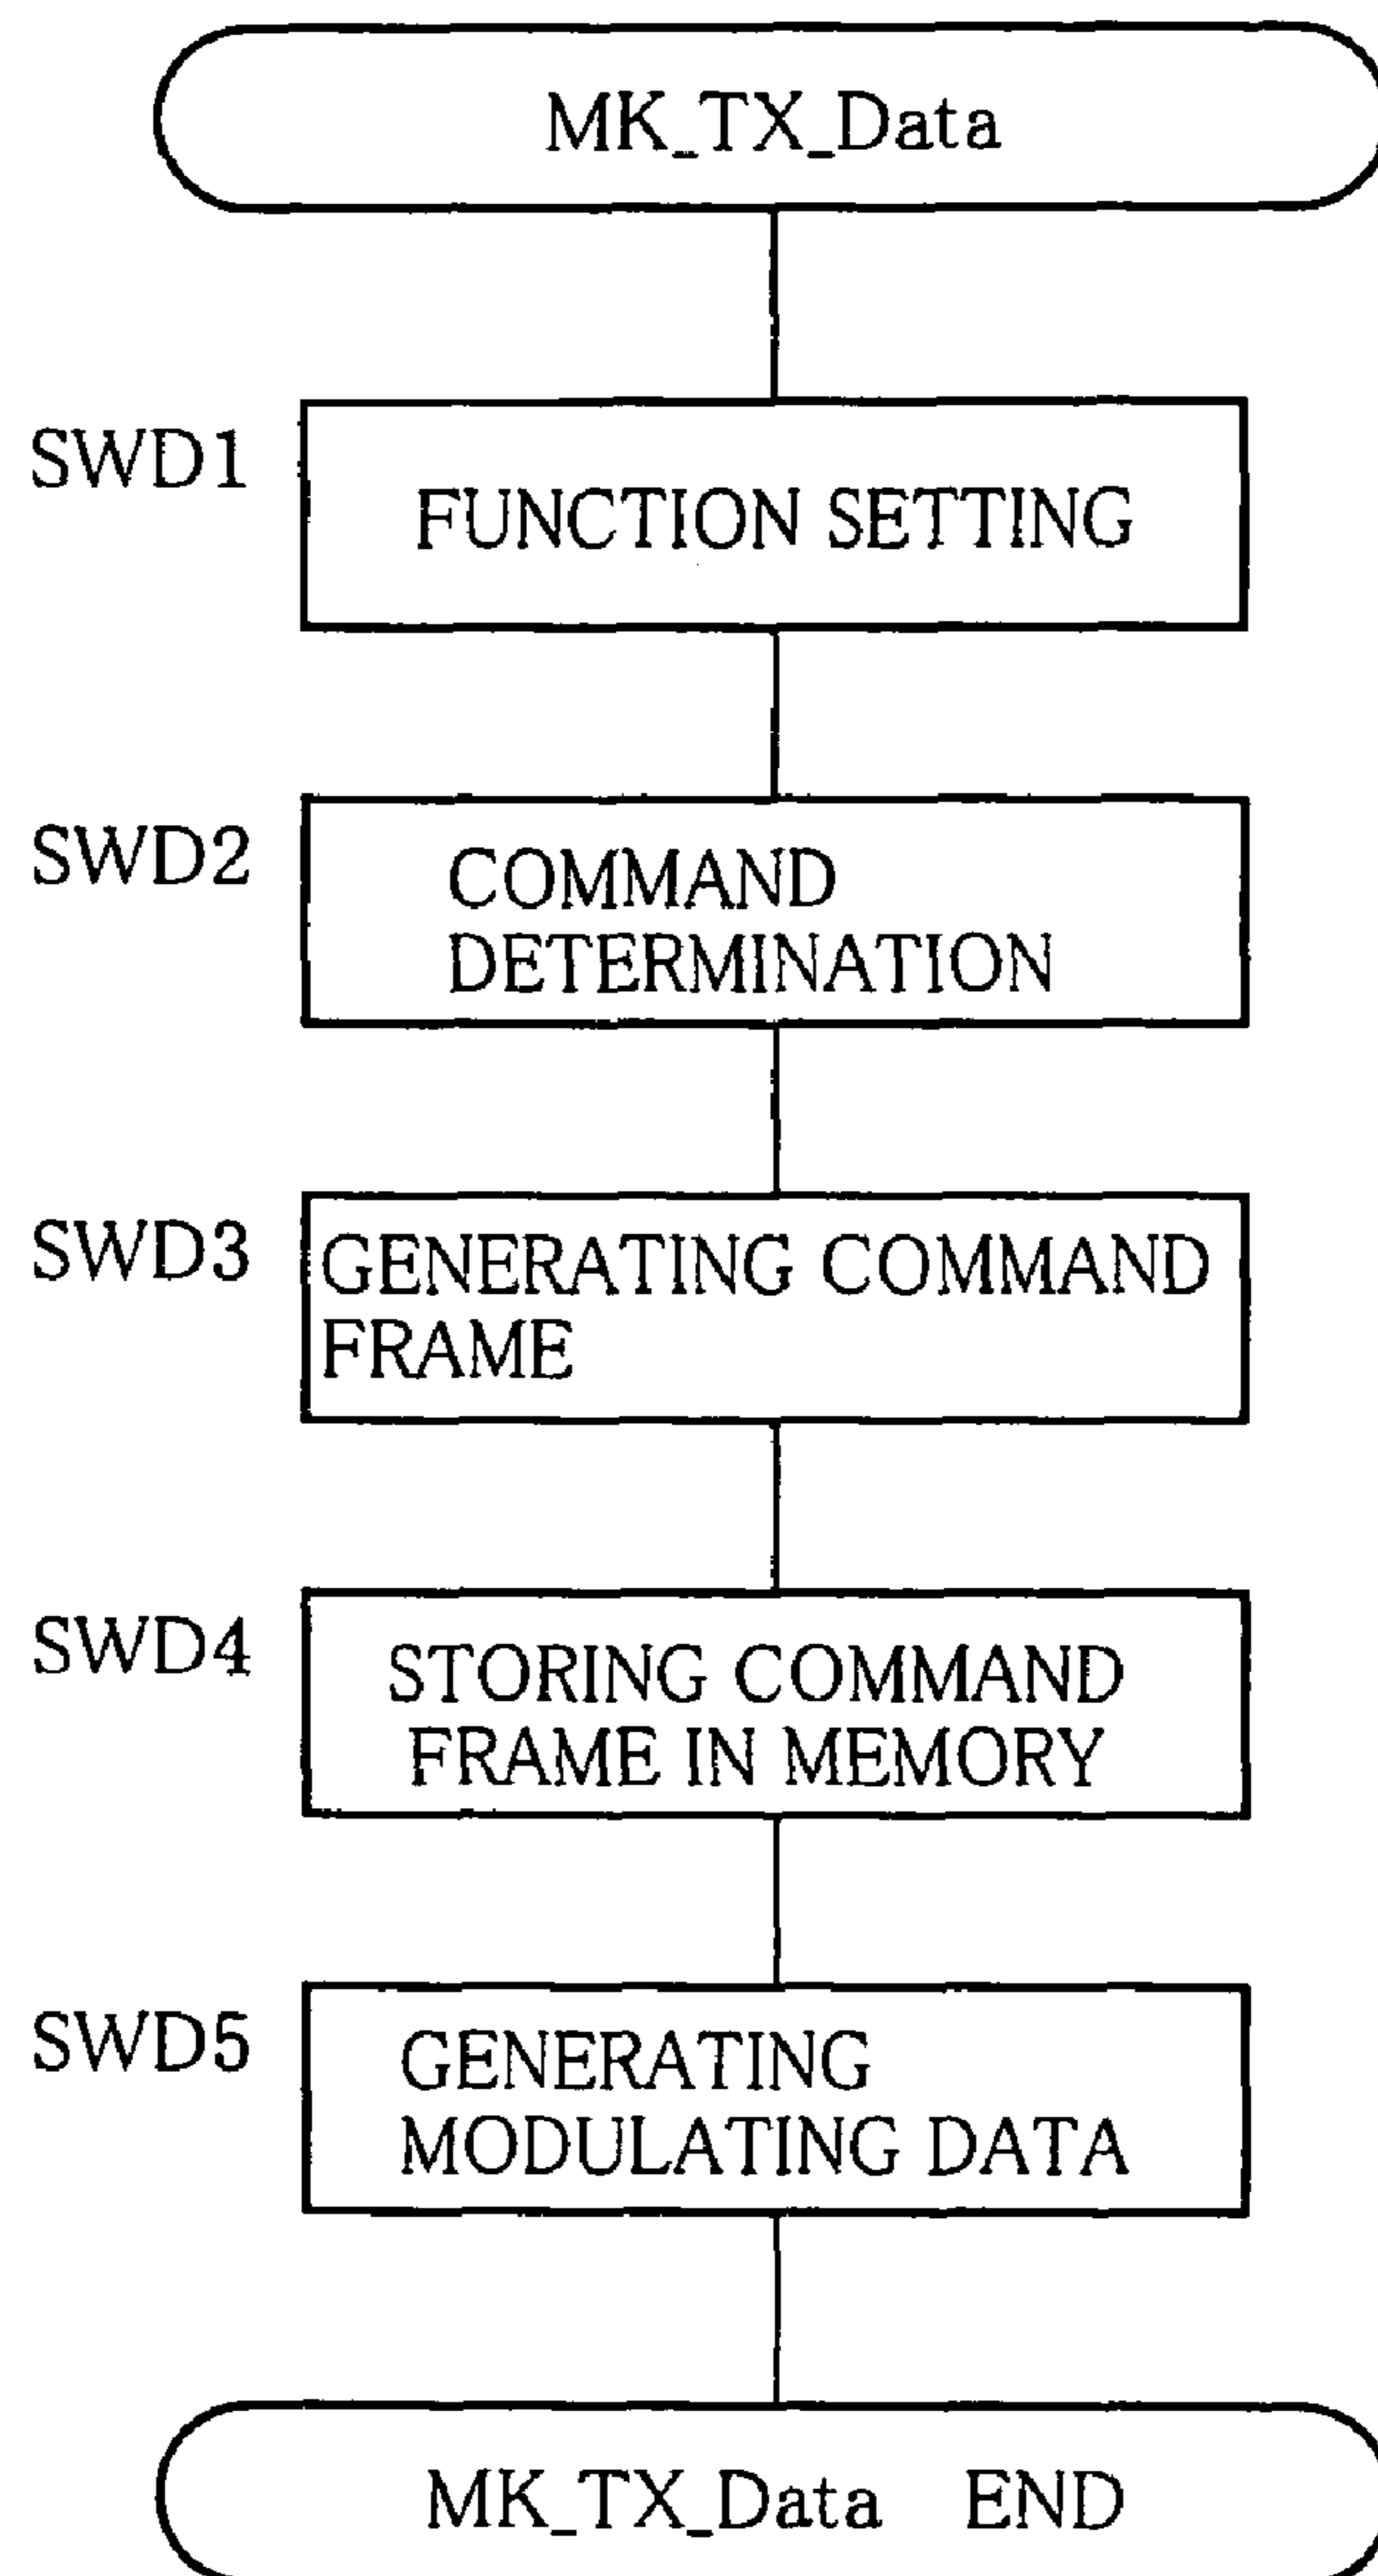 MK_TX_Data
SWD1
FUNCTION SETTING
SWD2
COMMAND
DETERMINATION
SWD3
GENERATING COMMAND
FRAME
SWD4
STORING COMMAND
FRAME IN MEMORY
SWD5
GENERATING
MODULATING DATA
MK_TX_Data END